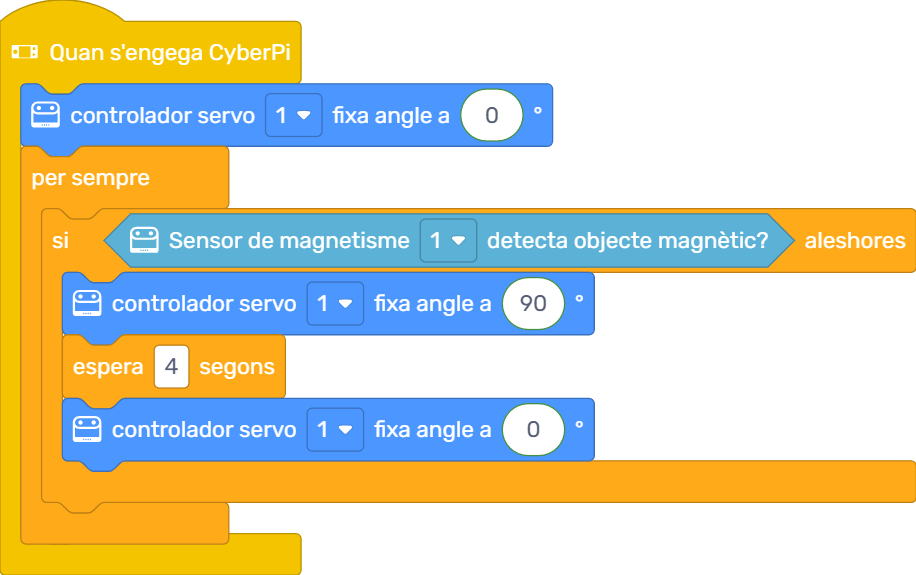 Quan s'engega CyberPi
controlador servo 1 fixa angle a 0 °
per sempre
si Sensor de magnetisme 1 detecta objecte magnètic? aleshores
controlador servo 1 fixa angle a 90 °
espera 4 segons
controlador servo 1 fixa angle a 0 °